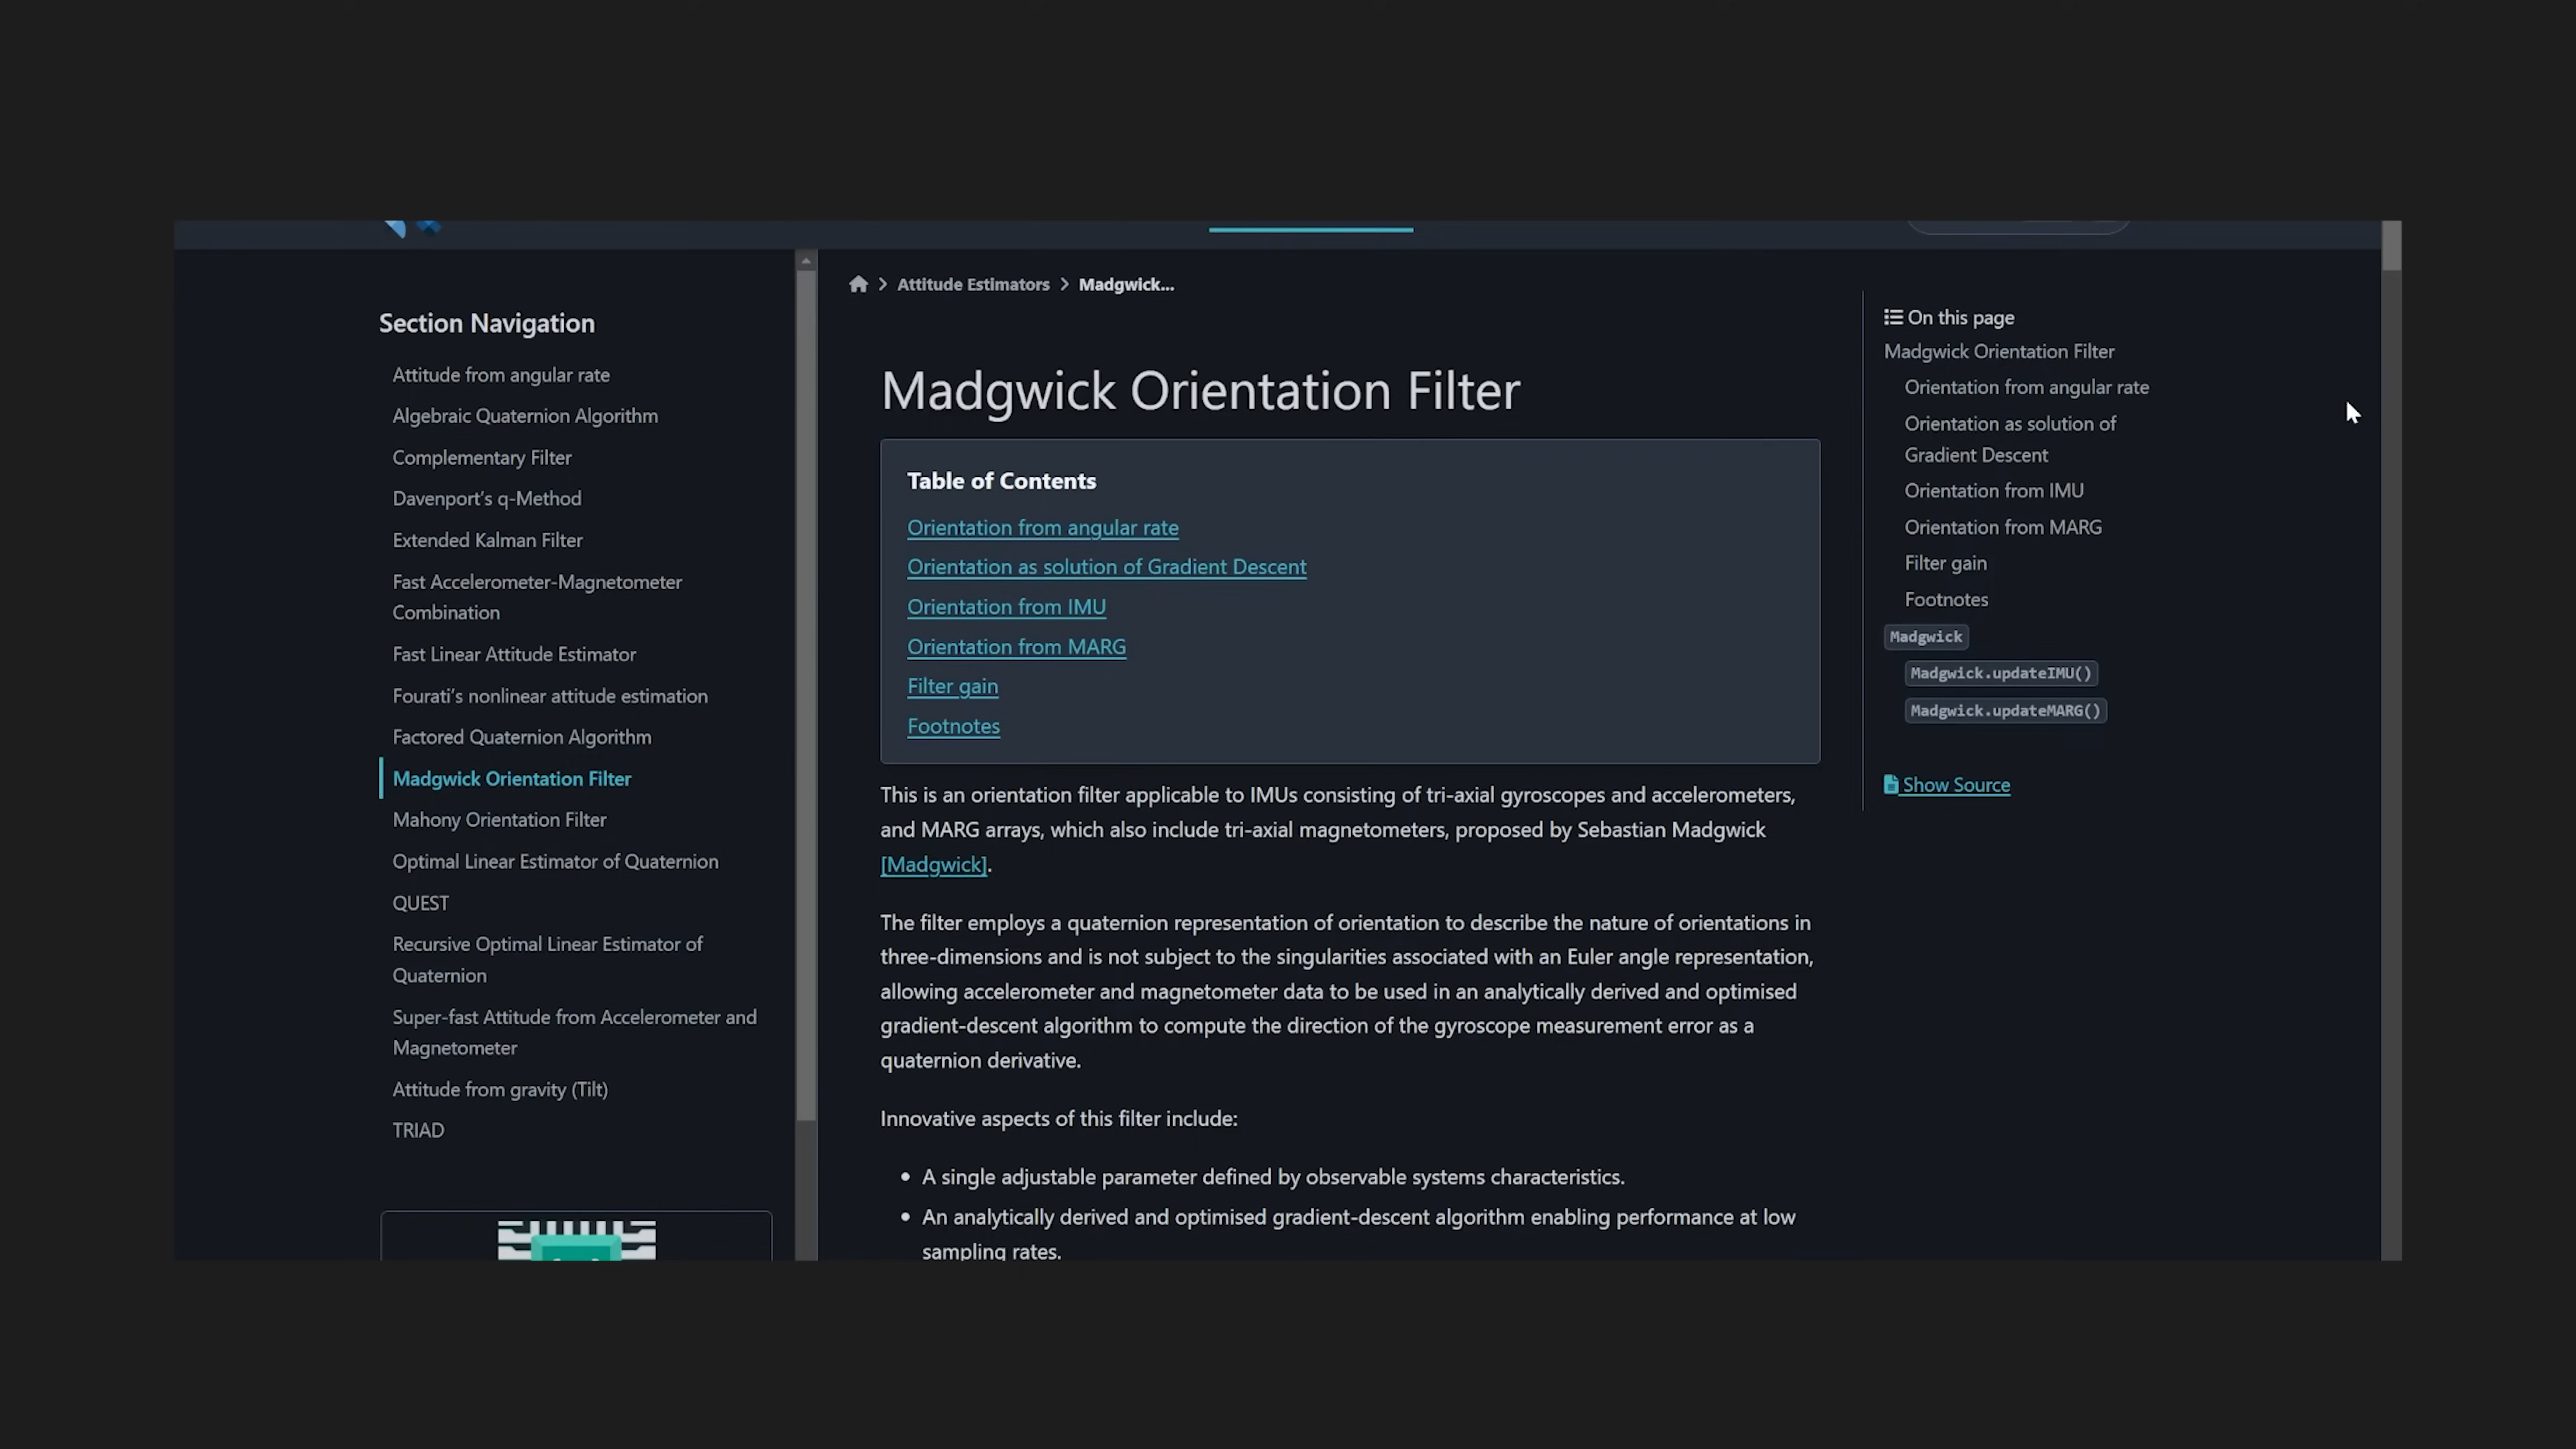 Section Navigation
Attitude from angular rate
Algebraic Quaternion Algorithm
Complementary Filter
Davenport’s q-Method
Extended Kalman Filter
Fast Accelerometer-Magnetometer
Combination
Fast Linear Attitude Estimator
Fourati’s nonlinear attitude estimation
Factored Quaternion Algorithm
Madgwick Orientation Filter
Mahony Orientation Filter
Optimal Linear Estimator of Quaternion
QUEST
Recursive Optimal Linear Estimator of
Quaternion
Super-fast Attitude from Accelerometer and
Magnetometer
Attitude from gravity (Tilt)
TRIAD
Attitude Estimators > Madgwick...
Madgwick Orientation Filter
Table of Contents
Orientation from angular rate
Orientation as solution of Gradient Descent
Orientation from IMU
Orientation from MARG
Filter gain
Footnotes
This is an orientation filter applicable to IMUs consisting of tri-axial gyroscopes and accelerometers,
and MARG arrays, which also include tri-axial magnetometers, proposed by Sebastian Madgwick
[Madgwick].
The filter employs a quaternion representation of orientation to describe the nature of orientations in
three-dimensions and is not subject to the singularities associated with an Euler angle representation,
allowing accelerometer and magnetometer data to be used in an analytically derived and optimised
gradient-descent algorithm to compute the direction of the gyroscope measurement error as a
quaternion derivative.
Innovative aspects of this filter include:
• A single adjustable parameter defined by observable systems characteristics.
• An analytically derived and optimised gradient-descent algorithm enabling performance at low
sampling rates.
On this page
Madgwick Orientation Filter
Orientation from angular rate
Orientation as solution of
Gradient Descent
Orientation from IMU
Orientation from MARG
Filter gain
Footnotes
Madgwick
Madgwick.updateIMU()
Madgwick.updateMARG()
Show Source